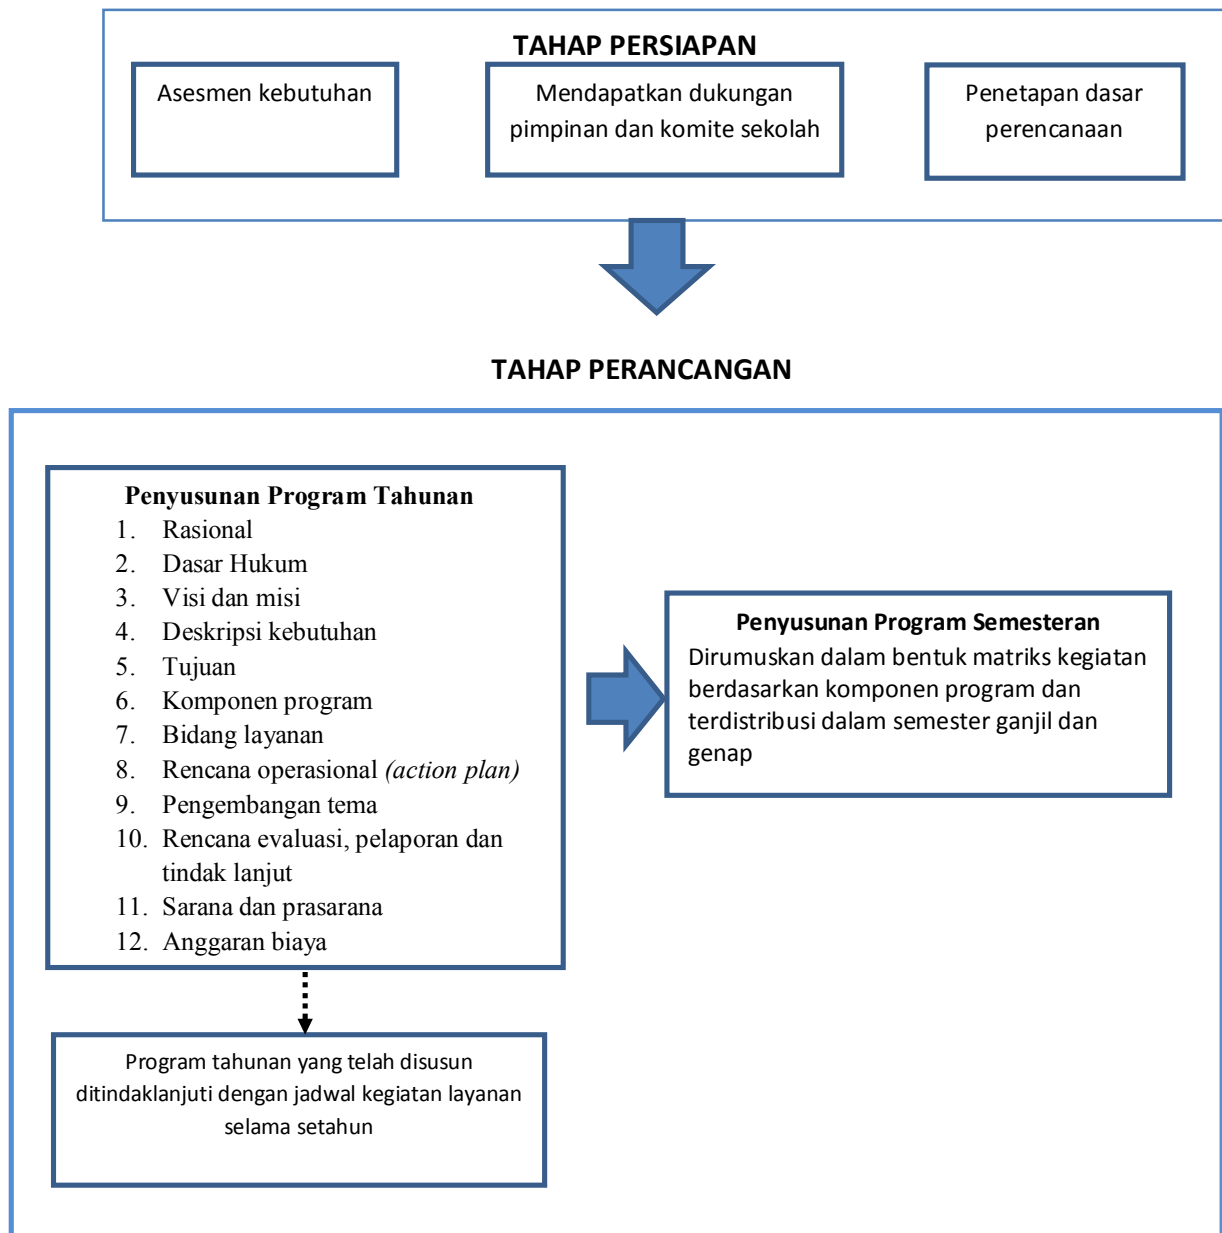 TAHAP PERSIAPAN
Asesmen kebutuhan
Mendapatkan dukungan
pimpinan dan komite sekolah
Penetapan dasar
perencanaan
TAHAP PERANCANGAN
Penyusunan Program Tahunan
1. Rasional
2. Dasar Hukum
3. Visi dan misi
4. Deskripsi kebutuhan
5. Tujuan
6. Komponen program
7. Bidang layanan
8. Rencana operasional (action plan)
9. Pengembangan tema
10. Rencana evaluasi, pelaporan dan
tindak lanjut
11. Sarana dan prasarana
12. Anggaran biaya
Penyusunan Program Semesteran
Dirumuskan dalam bentuk matriks kegiatan
berdasarkan komponen program dan
terdistribusi dalam semester ganjil dan
genap
Program tahunan yang telah disusun
ditindaklanjuti dengan jadwal kegiatan layanan
selama setahun